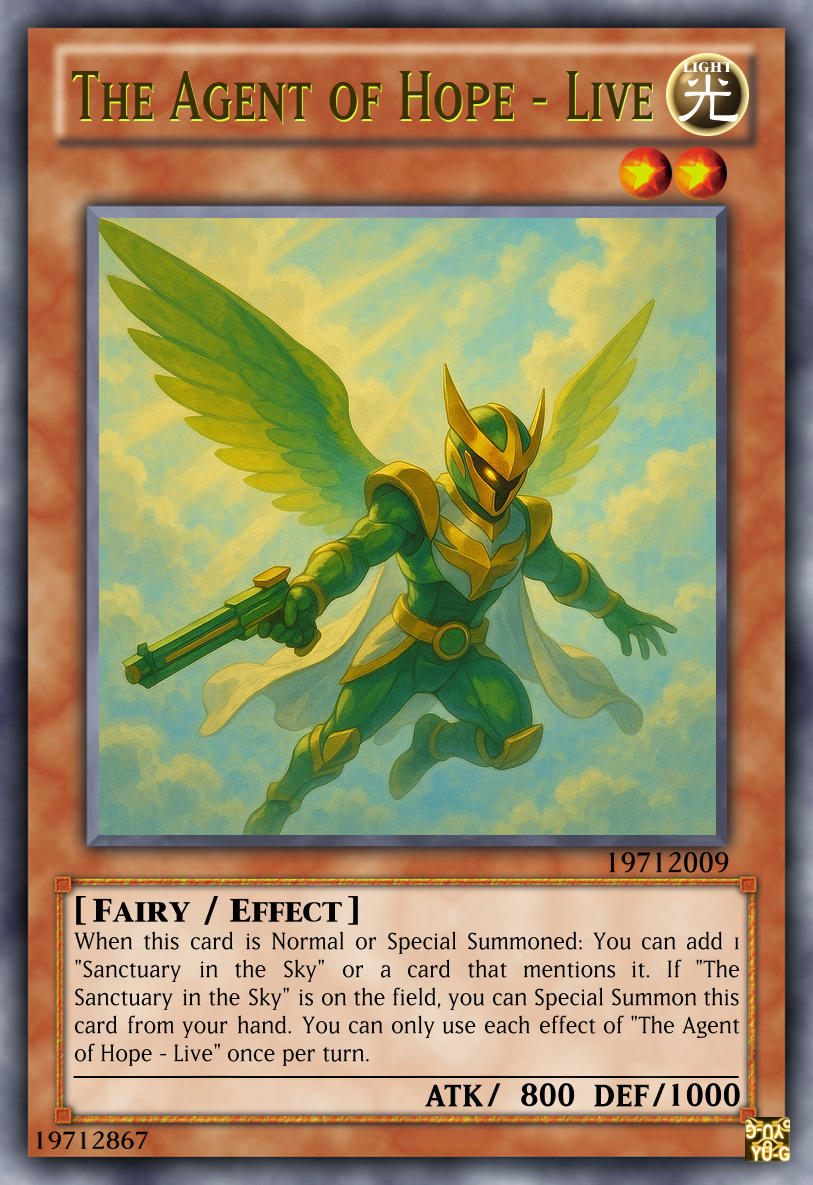 The Agent of Hope - Live
LIGHT
光
19712009
[ Fairy / Effect ]
When this card is Normal or Special Summoned: You can add 1
"Sanctuary in the Sky" or a card that mentions it. If "The
Sanctuary in the Sky" is on the field, you can Special Summon this
card from your hand. You can only use each effect of "The Agent
of Hope - Live" once per turn.
ATK/ 800 DEF/1000
19712867
YU-G